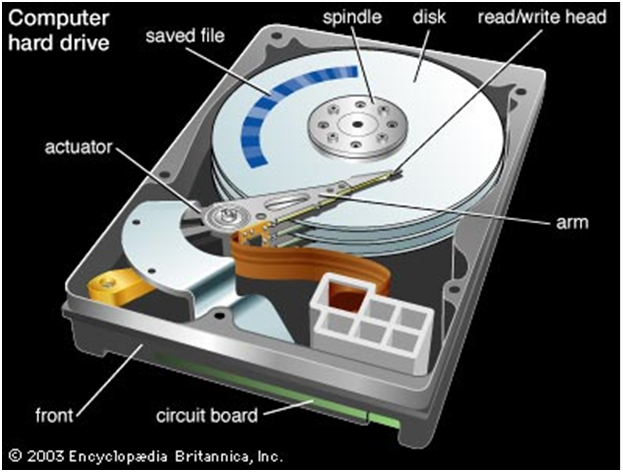 Computer
hard drive
saved file
spindle
disk
read/write head
actuator
arm
front
circuit board
© 2003 Encyclopædia Britannica, Inc.